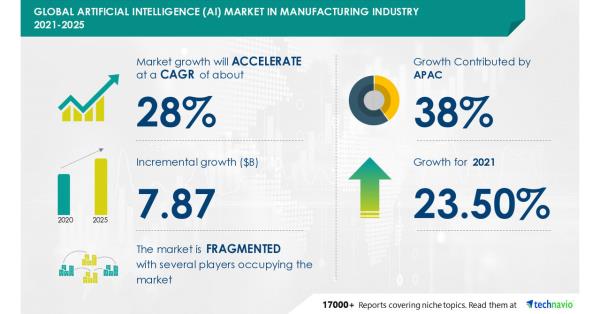 GLOBAL ARTIFICIAL INTELLIGENCE (AI) MARKET IN MANUFACTURING INDUSTRY
2021-2025
Market growth will ACCELERATE
at a CAGR of about
28%
Growth Contributed by
APAC
38%
Incremental growth ($B)
7.87
2020 2025
Growth for 2021
23.50%
The market is FRAGMENTED
with several players occupying the
market
17000+ Reports covering niche topics. Read them at technavio